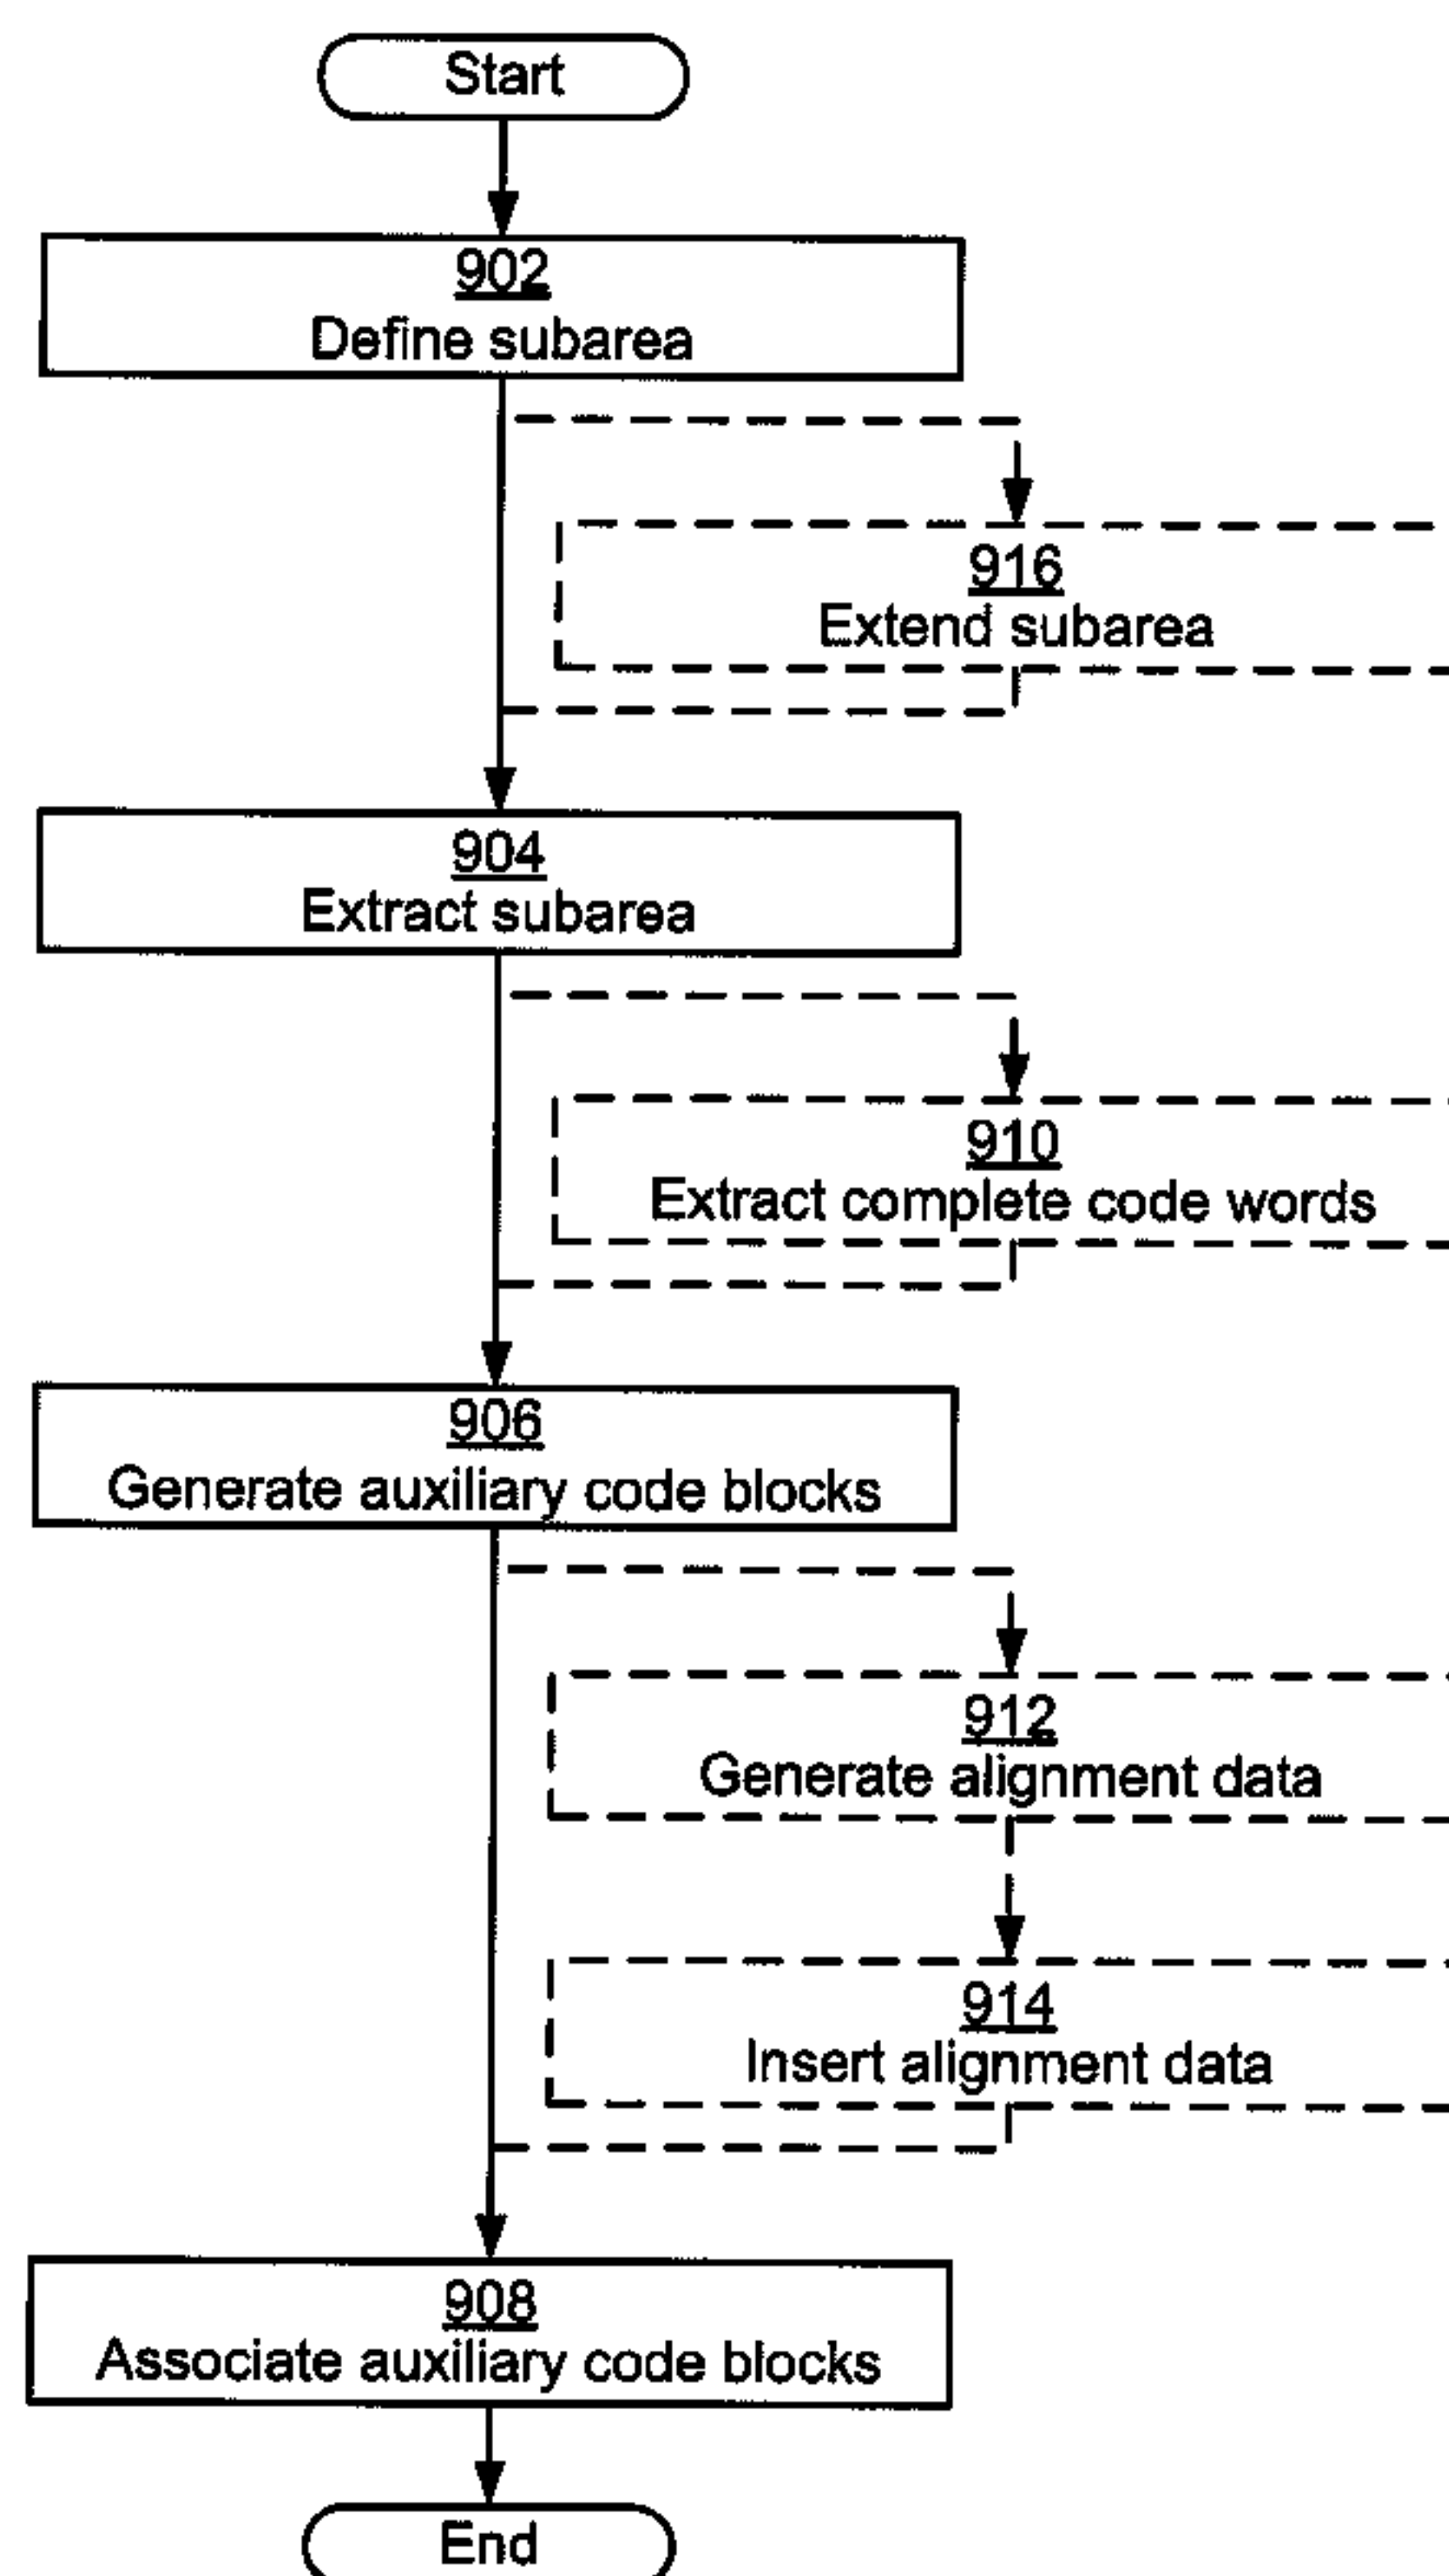 Start
902
Define subarea
916
Extend subarea
904
Extract subarea
910
Extract complete code words
906
Generate auxiliary code blocks
912
Generate alignment data
914
Insert alignment data
908
Associate auxiliary code blocks
End